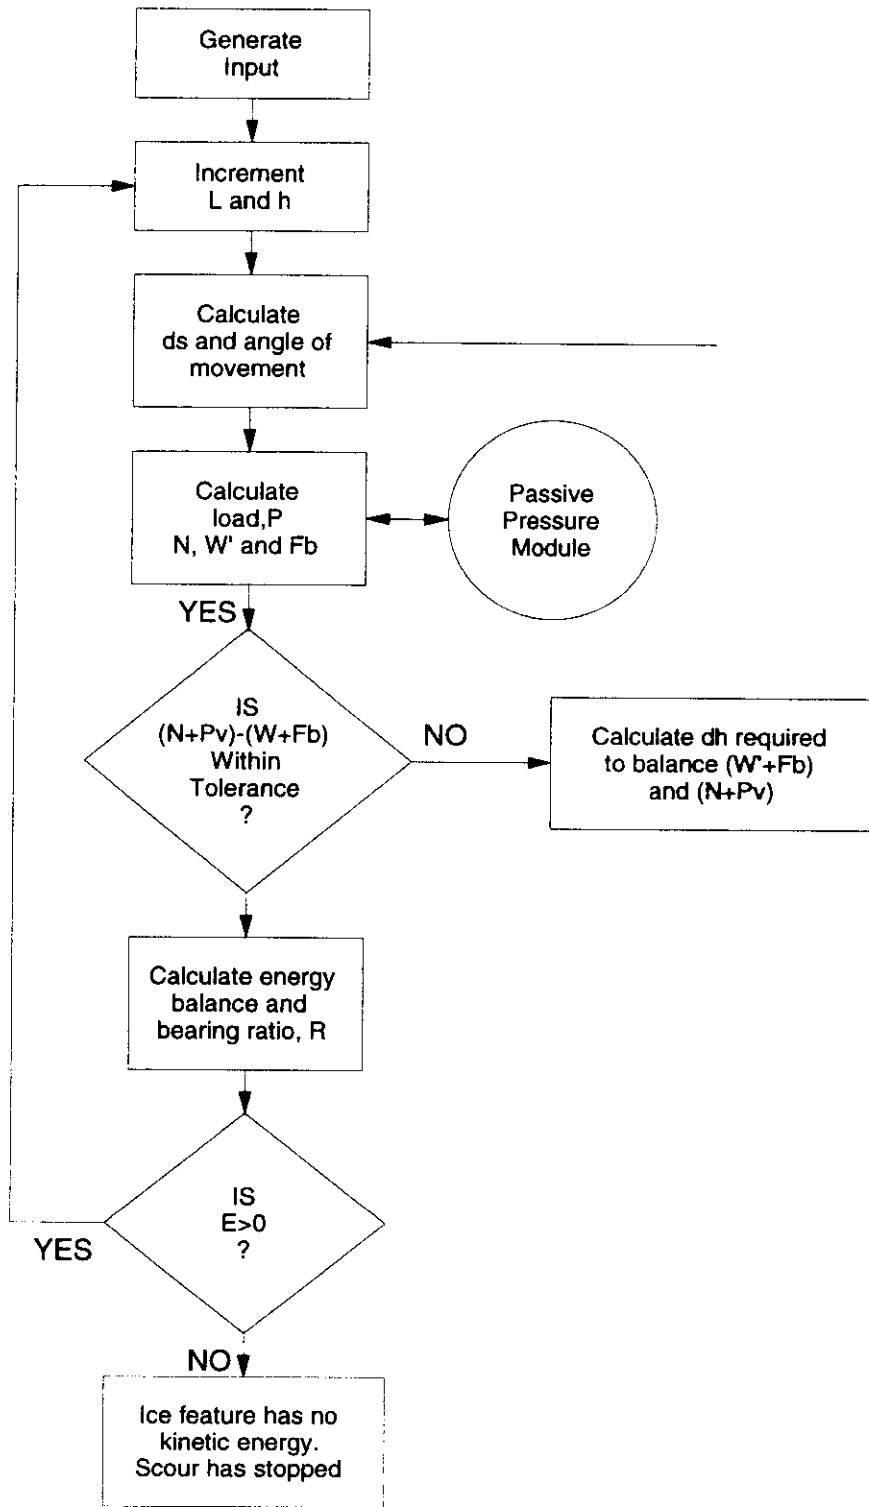 Generate
Input
Increment
L and h
Calculate
ds and angle of
movement
Calculate
load,P
N, W' and Fb
Passive
Pressure
Module
YES
IS
(N+Pv)-(W+Fb)
Within
Tolerance
?
NO
Calculate dh required
to balance (W'+Fb)
and (N+Pv)
Calculate energy
balance and
bearing ratio, R
IS
E>0
?
YES
NO
Ice feature has no
kinetic energy.
Scour has stopped